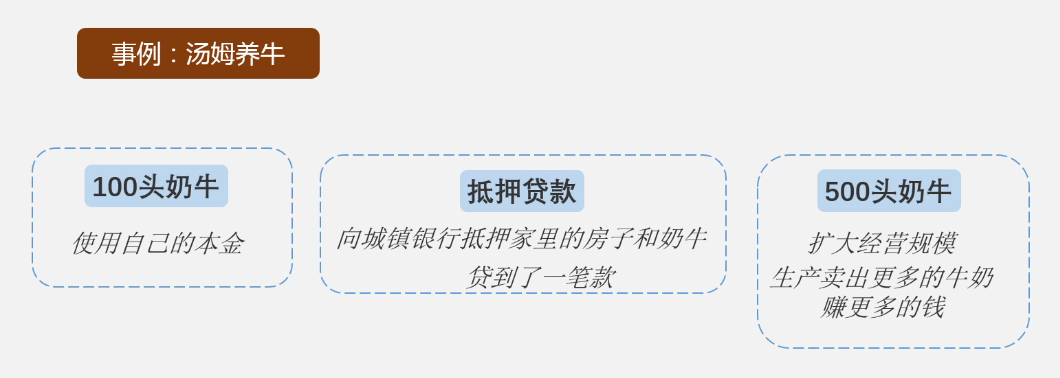 事例：汤姆养牛
100头奶牛
使用自己的本金
抵押贷款
向城镇银行抵押家里的房子和奶牛
贷到了一笔款
500头奶牛
扩大经营规模
生产卖出更多的牛奶
赚更多的钱